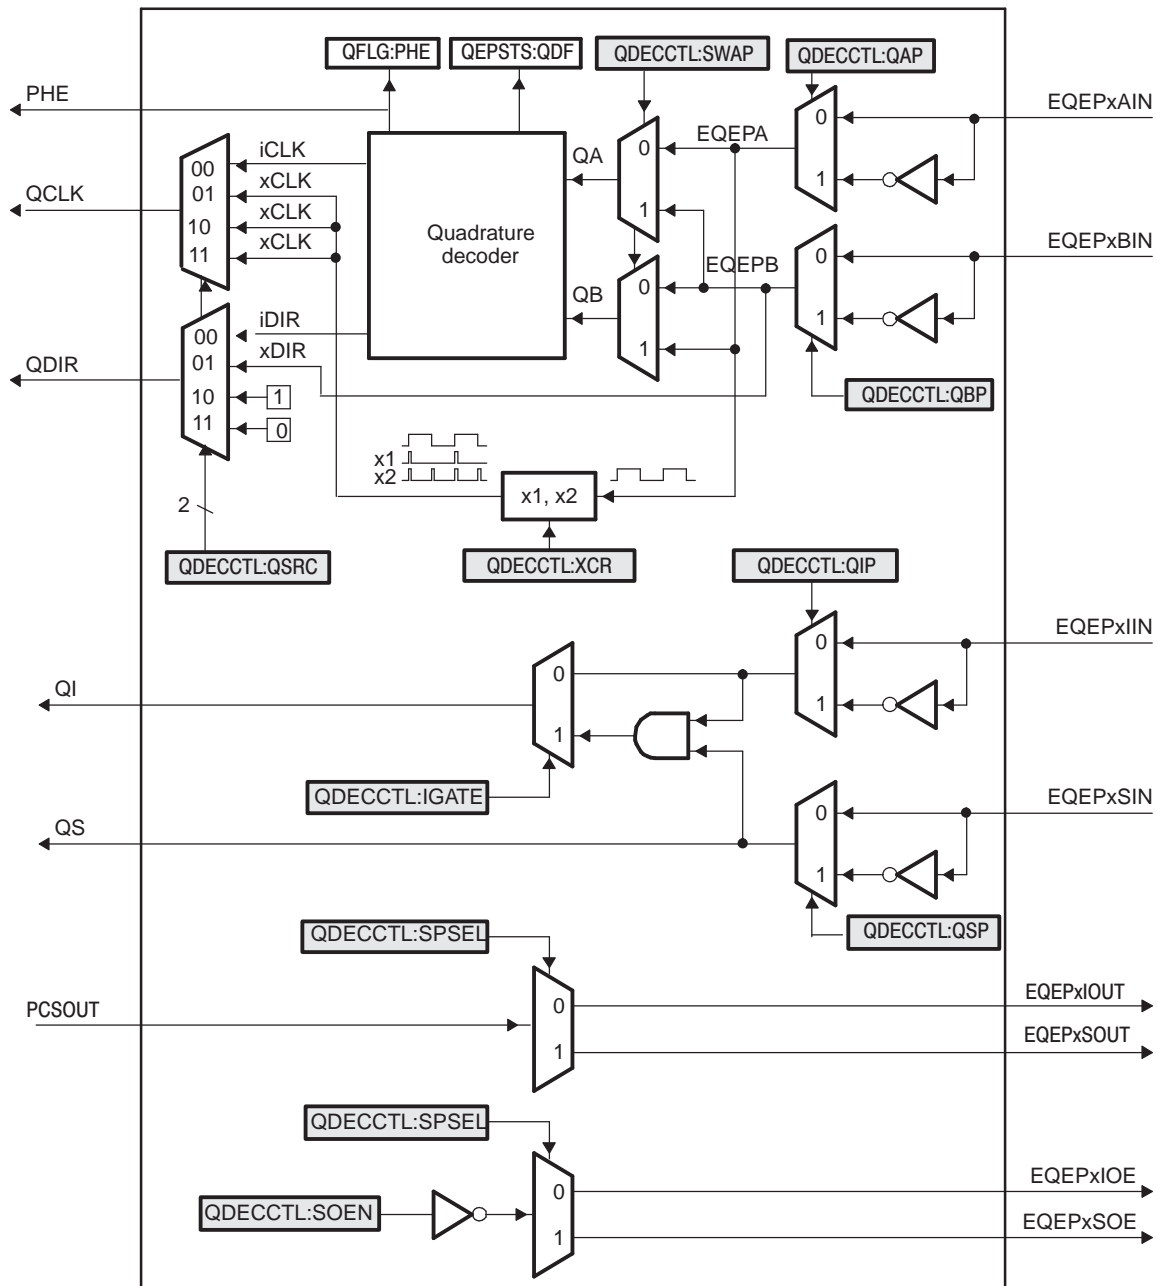 QFLG:PHE QEPSTS:QDF QDECCTL:SWAP QDECCTL:QAP
PHE
EQEPxAIN
0
EQEPA
0
QA
1
iCLK
00
xCLK
01
QCLK
xCLK
10
xCLK
11
1
Quadrature
decoder
EQEPxBIN
0
EQEPB
0
QB
1
iDIR
00
xDIR
01
QDIR
10 1
11 0
1
QDECCTL:QBP
x1
x2
x1, x2
2
QDECCTL:QSRC QDECCTL:XCR QDECCTL:QIP
EQEPxIIN
0
1
0
QI
1
QDECCTL:IGATE
EQEPxSIN
0
QS
1
QDECCTL:QSP
QDECCTL:SPSEL
PCSOUT
0
EQEPxIOUT
1
EQEPxSOUT
QDECCTL:SPSEL
QDECCTL:SOEN
0
EQEPxIOE
1
EQEPxSOE